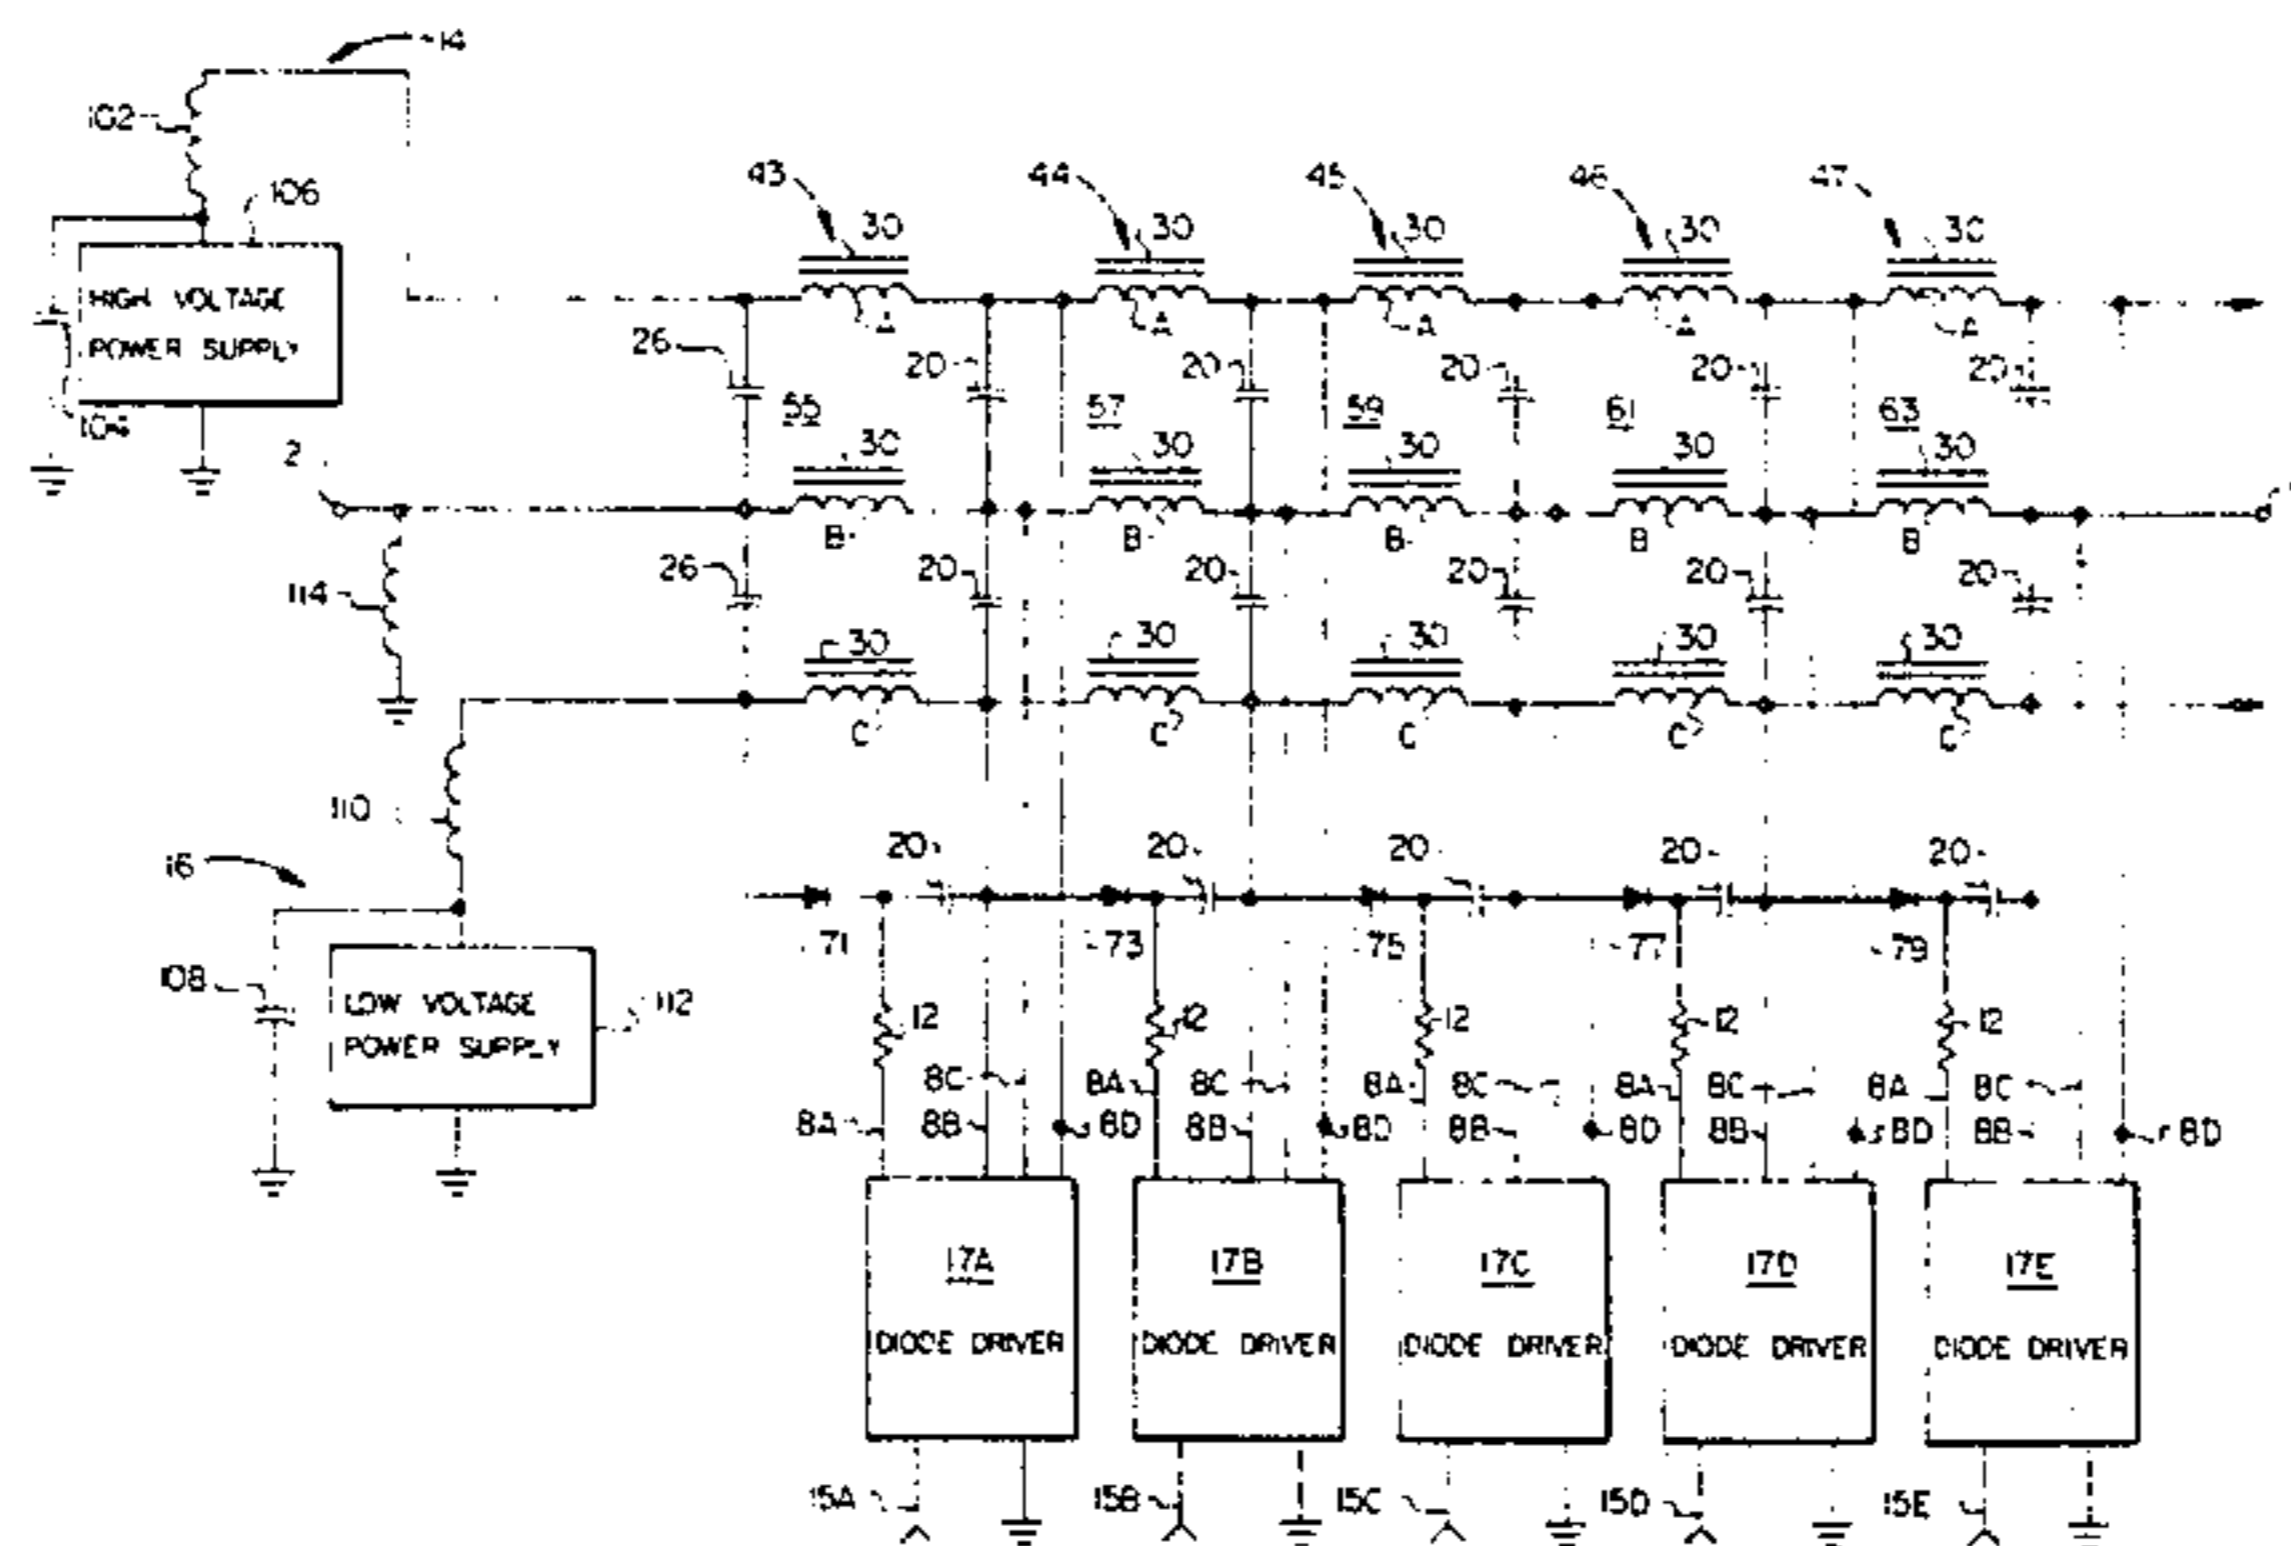 14
102
106
43
44
45
46
47
30
30
30
30
30
HIGH VOLTAGE
POWER SUPPLY
A
A
A
A
A
26
20
20
20
20
20
104
55
57
59
61
63
2
30
30
30
30
30
B
B
B
B
B
114
26
20
20
20
20
20
30
30
30
30
30
C
C
C
C
C
110
16
20
20
20
20
20
71
73
75
77
79
108
LOW VOLTAGE
POWER SUPPLY
112
12
12
12
12
12
8A
8B
8C
8D
8A
8B
8C
8D
8A
8B
8C
8D
8A
8B
8C
8D
8A
8B
8C
8D
17A
17B
17C
17D
17E
DIODE DRIVER
DIODE DRIVER
DIODE DRIVER
DIODE DRIVER
DIODE DRIVER
15A
15B
15C
15D
15E